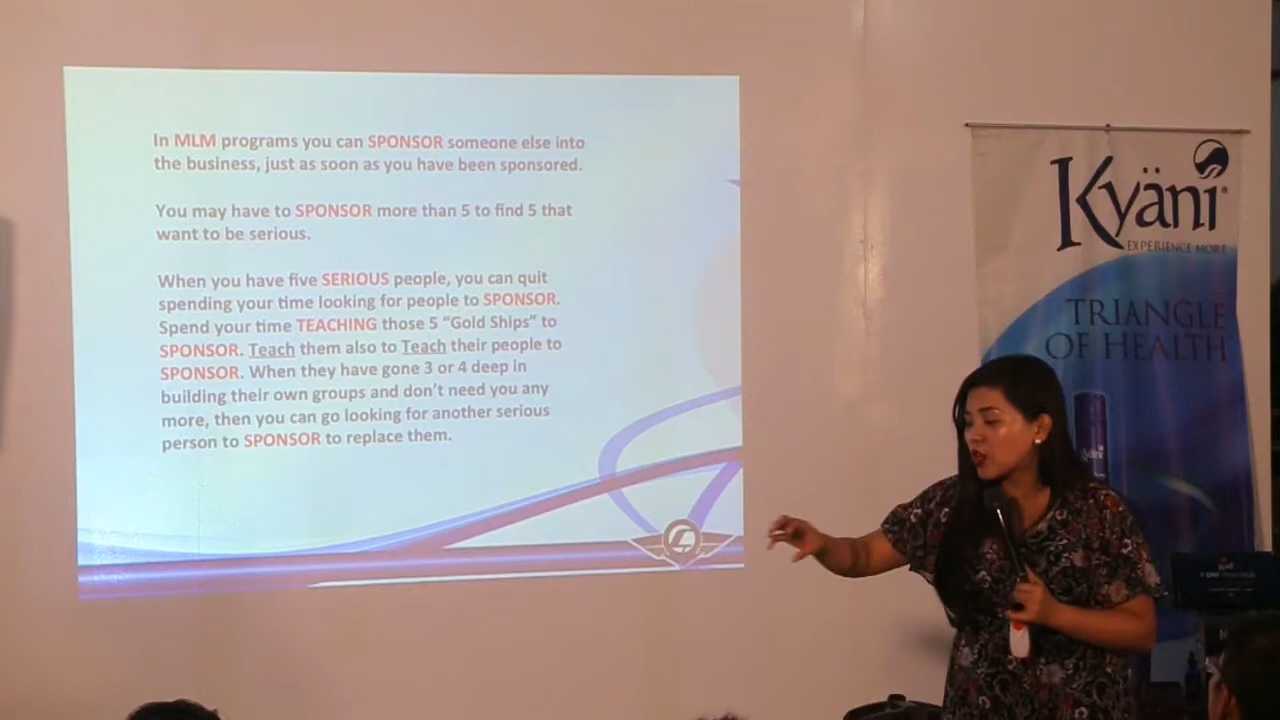 In MLM programs you can SPONSOR someone else into
the business, just as soon as you have been sponsored.
You may have to SPONSOR more than 5 to find 5 that
want to be serious.
When you have five SERIOUS people, you can quit
spending your time looking for people to SPONSOR.
Spend your time TEACHING those 5 “Gold Ships” to
SPONSOR. Teach them also to Teach their people to
SPONSOR. When they have gone 3 or 4 deep in
building their own groups and don’t need you any
more, then you can go looking for another serious
person to SPONSOR to replace them.
Kyäni®
EXPERIENCE MORE
TRIANGLE
OF HEALTH
Kyäni